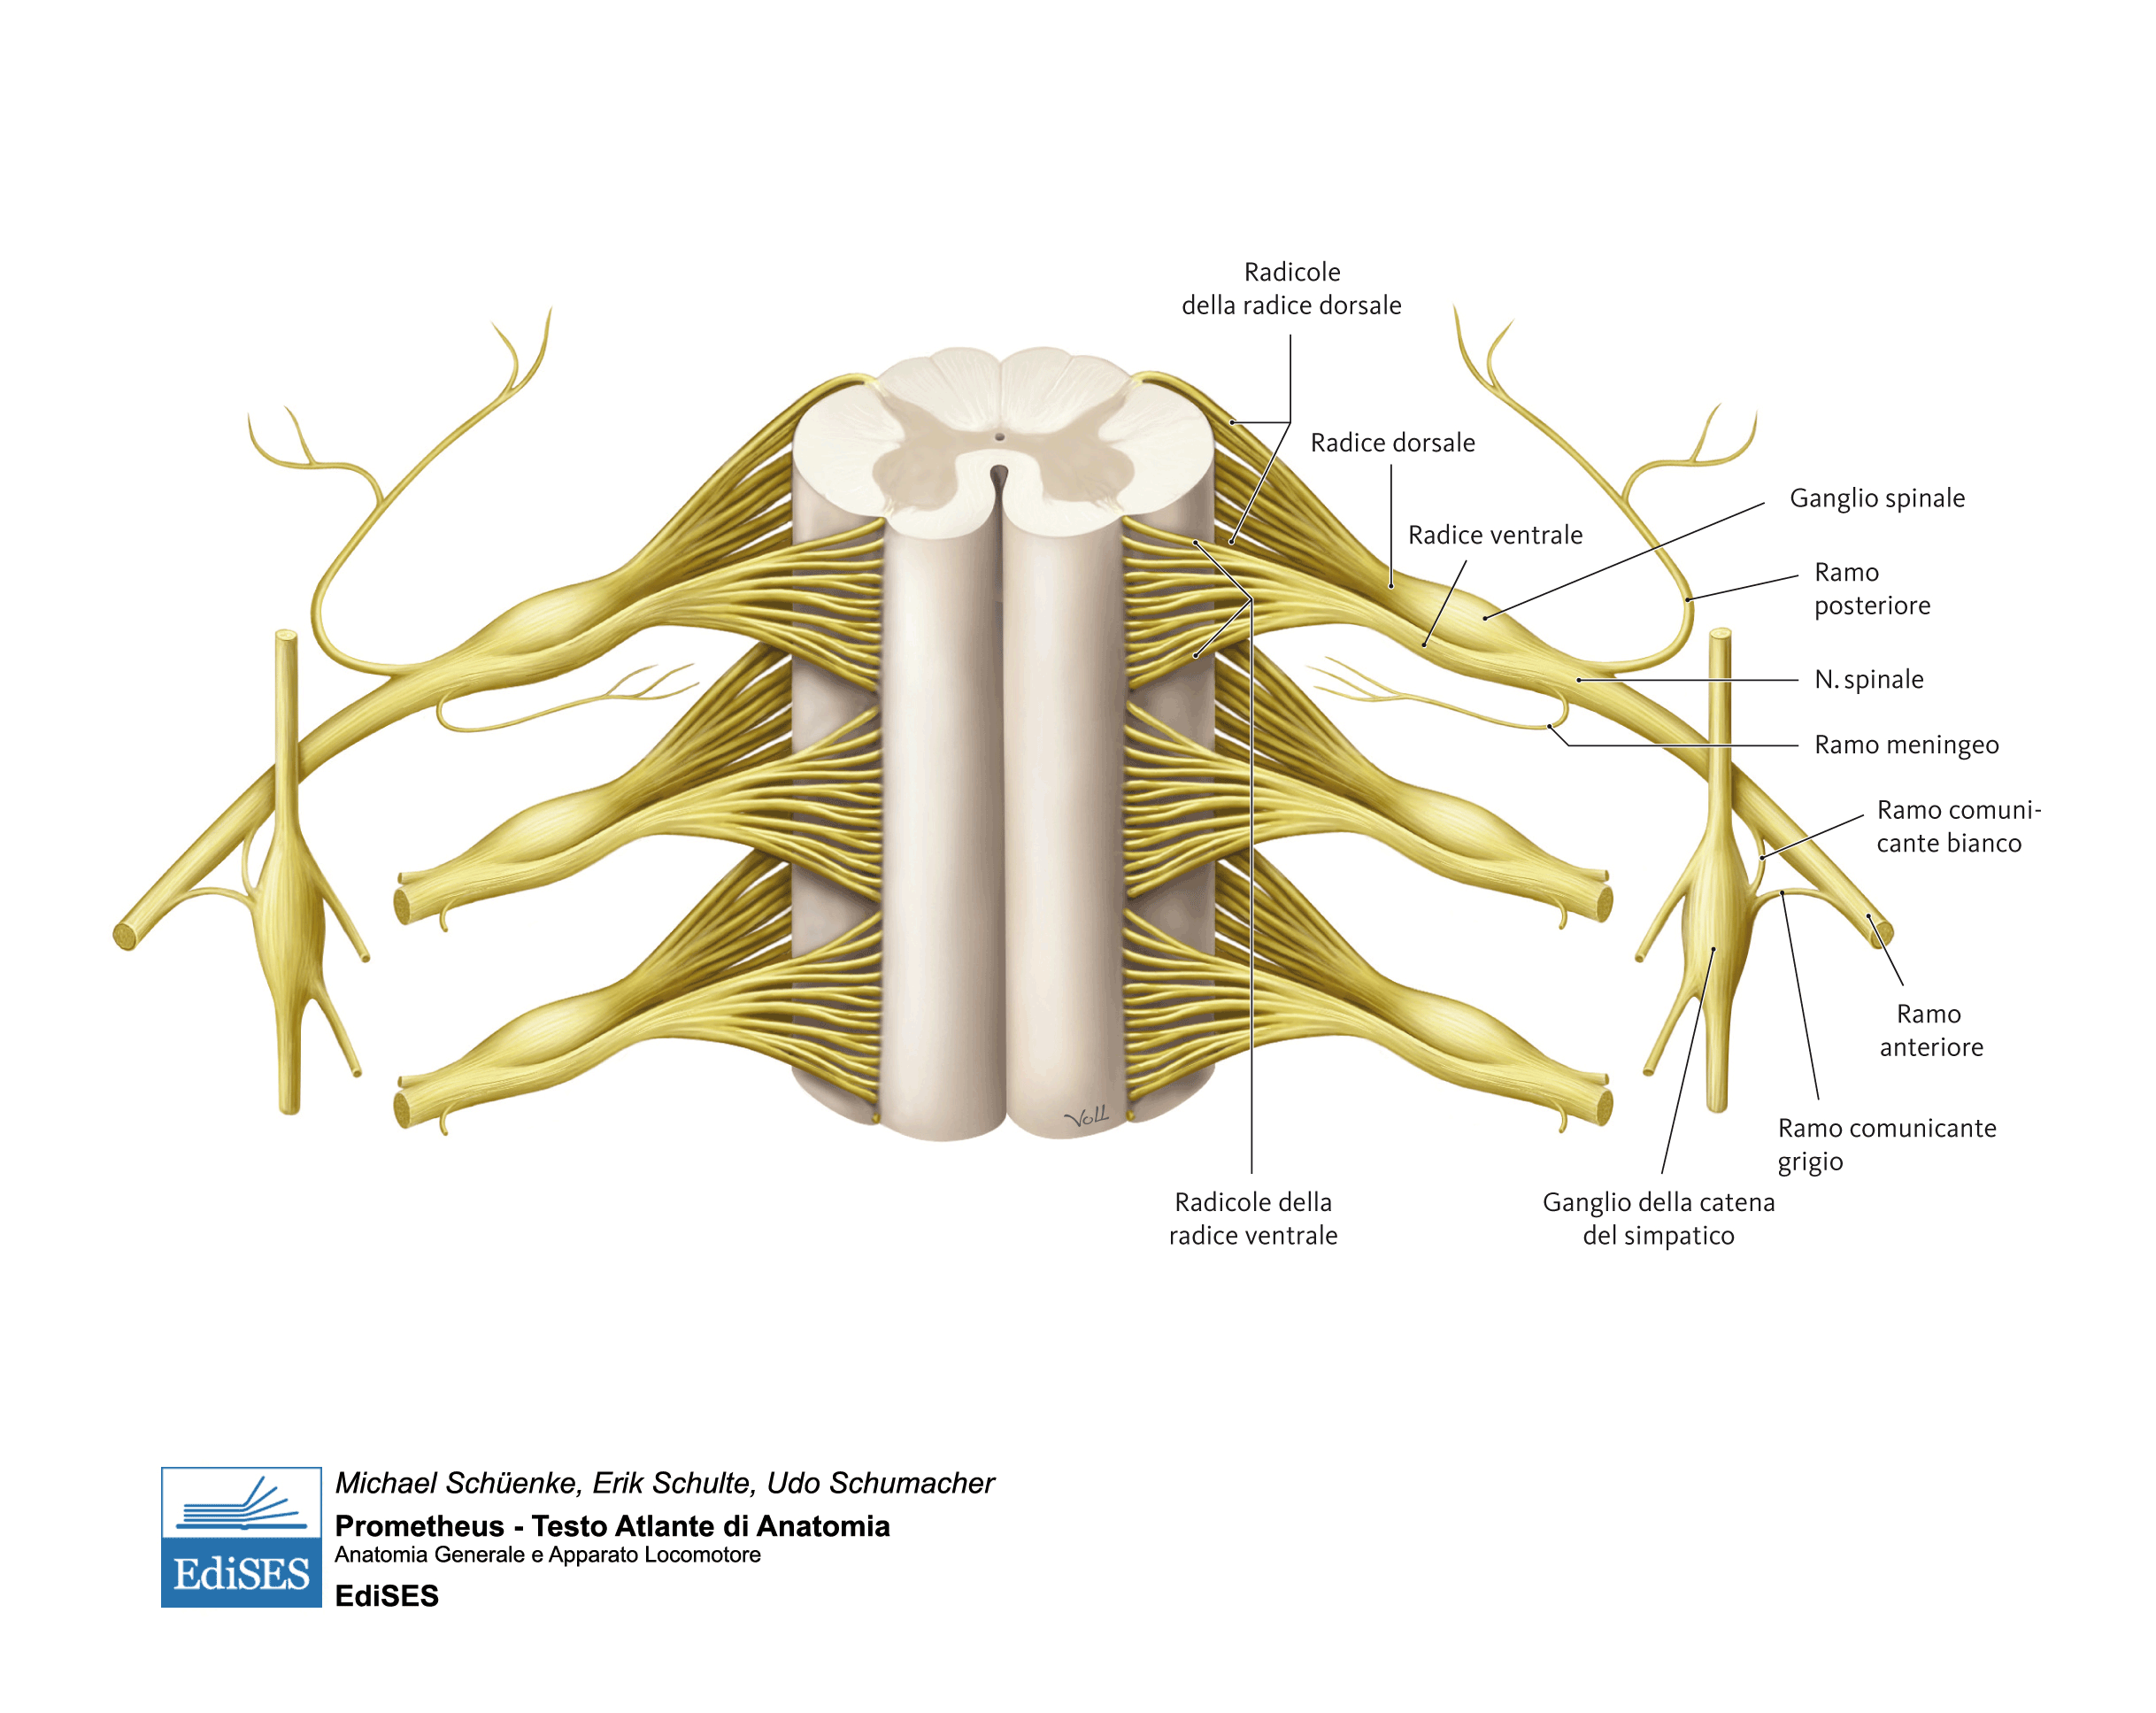 Radicole
della radice dorsale
Radice dorsale
Radice ventrale
Ganglio spinale
Ramo
posteriore
N. spinale
Ramo meningeo
Ramo comuni-
cante bianco
Ramo
anteriore
Ramo comunicante
grigio
Ganglio della catena
del simpatico
Radicole della
radice ventrale
Voll
Michael Schüenke, Erik Schulte, Udo Schumacher
Prometheus - Testo Atlante di Anatomia
Anatomia Generale e Apparato Locomotore
EdiSES
EdiSES